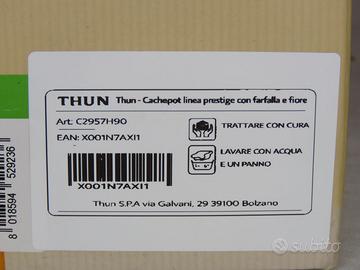 THUN Thun - Cachepot linea prestige con farfalla e fiore
Art: C2957H90
EAN: X001N7AXI1
TRATTARE CON CURA
LAVARE CON ACQUA
E UN PANNO
X001N7AXI1
Thun S.P.A via Galvani, 29 39100 Bolzano
8 018594 529236
subito